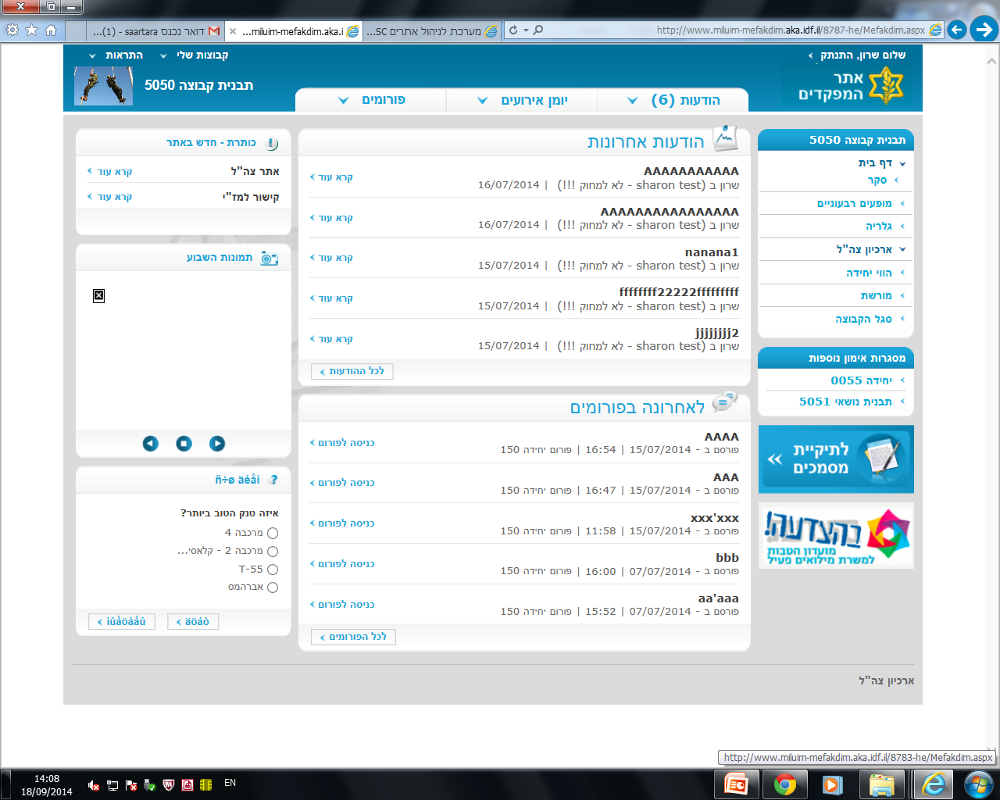 דואר נכנס - saartara - (1)...
miluim-mefakdim.aka.i...
מערכת לניהול אתרים SC...
http://www.miluim-mefakdim.aka.idf.il/8787-he/Mefakdim.aspx
שלום שרון, התנתק
קבוצות שלי
התראות
אתר המפקדים
תבנית קבוצה 5050
הודעות (6)
יומן אירועים
פורומים
תבנית קבוצה 5050
דף בית
סקר
מופעים רבעוניים
גלריה
ארכיון צה"ל
הווי יחידה
מורשת
סגל הקבוצה
מסגרות אימון נוספות
יחידה 0055
תבנית נושאי 5051
לתיקיית
מסמכים
בהצדעה!
מועדון הטבות
למשרת מילואים פעיל
הודעות אחרונות
AAAAAAAAAAA
שרון ב (sharon test - לא למחוק !!!) | 16/07/2014
קרא עוד
AAAAAAAAAAAAAAAA
שרון ב (sharon test - לא למחוק !!!) | 16/07/2014
קרא עוד
nanana1
שרון ב (sharon test - לא למחוק !!!) | 15/07/2014
קרא עוד
ffffffff22222fffffffff
שרון ב (sharon test - לא למחוק !!!) | 15/07/2014
קרא עוד
jjjjjjjj2
שרון ב (sharon test - לא למחוק !!!) | 15/07/2014
קרא עוד
לכל ההודעות
לאחרונה בפורומים
AAAA
פורסם ב - 15/07/2014 | 16:54 | פורום יחידה 150
כניסה לפורום
AAA
פורסם ב - 15/07/2014 | 16:47 | פורום יחידה 150
כניסה לפורום
xxx'xxx
פורסם ב - 15/07/2014 | 11:58 | פורום יחידה 150
כניסה לפורום
bbb
פורסם ב - 07/07/2014 | 16:00 | פורום יחידה 150
כניסה לפורום
aa'aaa
פורסם ב - 07/07/2014 | 15:52 | פורום יחידה 150
כניסה לפורום
לכל הפורומים
כותרת - חדש באתר
אתר צה"ל
קרא עוד
קישור למז"י
קרא עוד
תמונות השבוע
ñ÷ø äéåí
איזה טנק הטוב ביותר?
מרכבה 4
מרכבה 2 - קלאסי...
T-55
אברהמס
äöáò
ìúåöàåú
ארכיון צה"ל
http://www.miluim-mefakdim.aka.idf.il/8783-he/Mefakdim.aspx
14:08
18/09/2014
EN